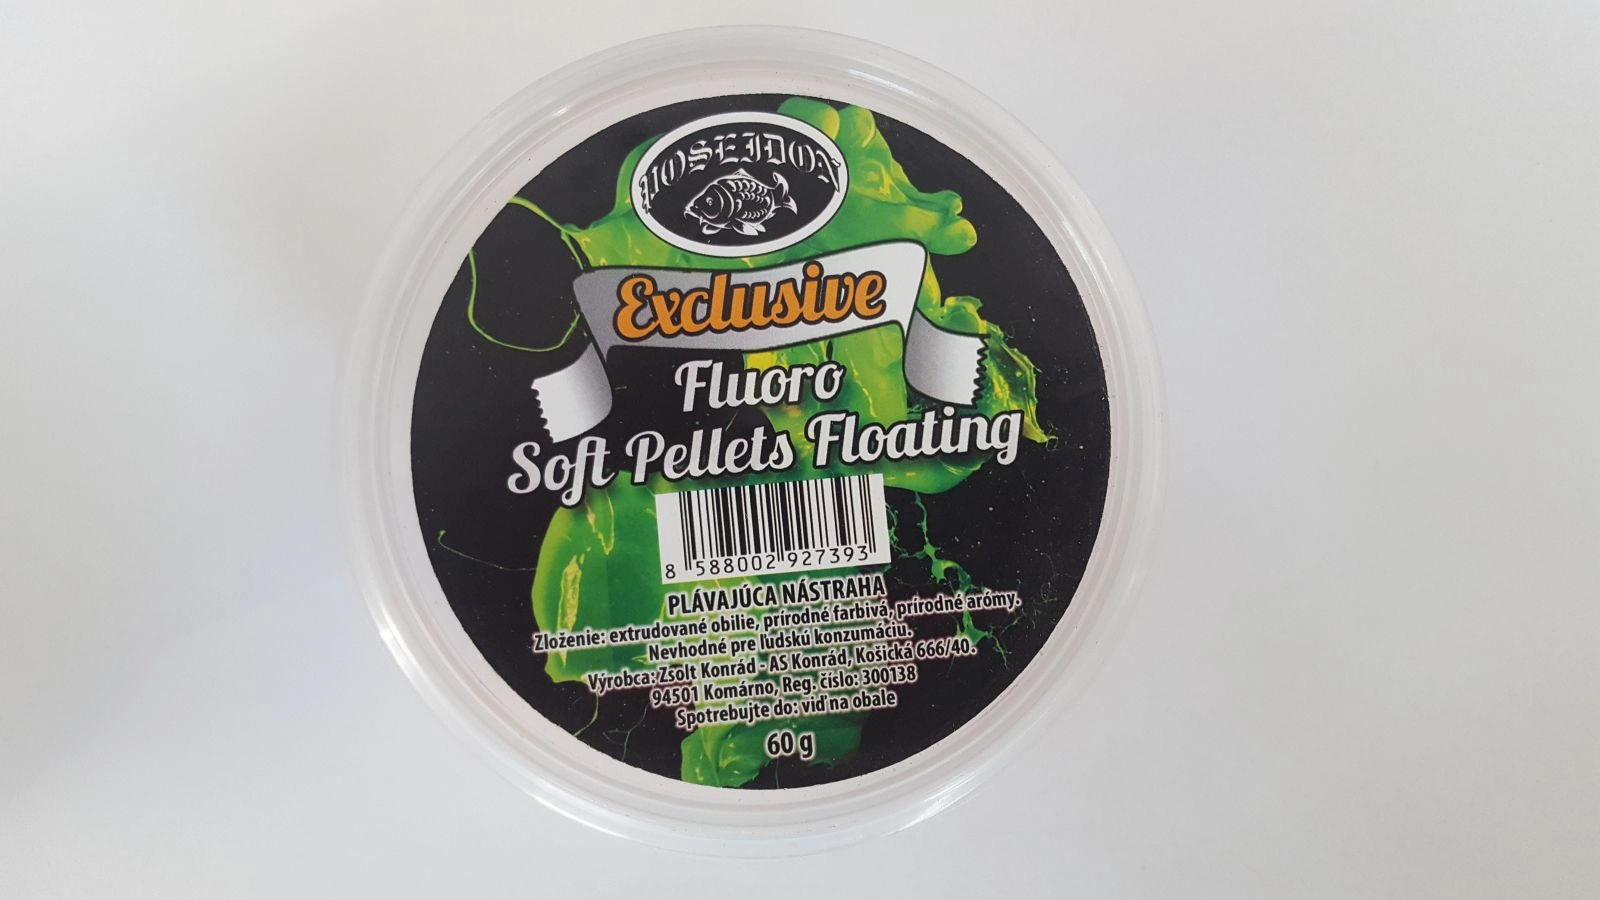 POSEIDON
Exclusive
Fluoro
Soft Pellets Floating
8 588002 927393
PLÁVAJÚCA NÁSTRAHA
Zloženie: extrudované obilie, prírodné farbivá, prírodné arómy.
Nevhodné pre ľudskú konzumáciu.
Výrobca: Zsolt Konrád - AS Konrád, Košická 666/40.
94501 Komárno, Reg. číslo: 300138
Spotrebujte do: viď na obale
60 g